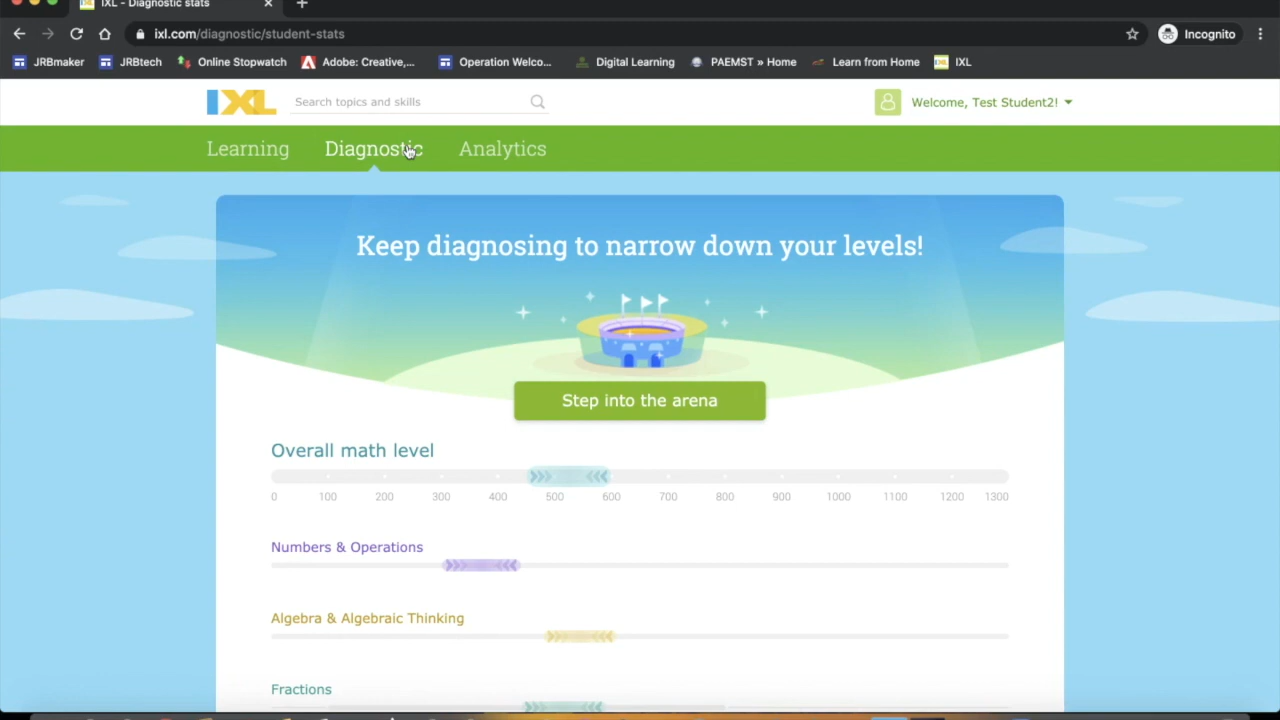 IXL - Diagnostic stats
ixl.com/diagnostic/student-stats
Incognito
JRBmaker
JRBtech
Online Stopwatch
Adobe: Creative,...
Operation Welco...
Digital Learning
PAEMST » Home
Learn from Home
IXL
IXL
Search topics and skills
Welcome, Test Student2!
Learning
Diagnostic
Analytics
Keep diagnosing to narrow down your levels!
Step into the arena
Overall math level
0 100 200 300 400 500 600 700 800 900 1000 1100 1200 1300
Numbers & Operations
Algebra & Algebraic Thinking
Fractions